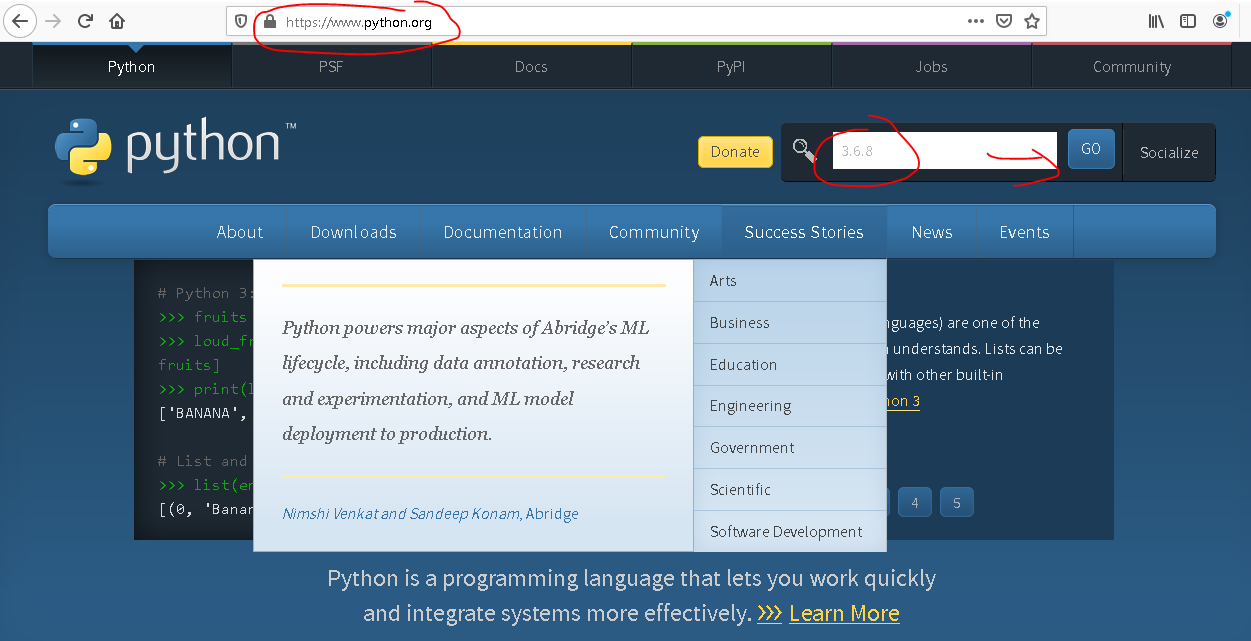 https://www.python.org
Python
PSF
Docs
PyPI
Jobs
Community
python™
Donate
3.6.8
GO
Socialize
About
Downloads
Documentation
Community
Success Stories
News
Events
# Python 3:
>>> fruits
>>> loud_fr
fruits]
>>> print(l
['BANANA',
# List and
>>> list(en
[(0, 'Banan
Python powers major aspects of Abridge’s ML
lifecycle, including data annotation, research
and experimentation, and ML model
deployment to production.
Nimshi Venkat and Sandeep Konam, Abridge
Arts
Business
Education
Engineering
Government
Scientific
Software Development
nguages) are one of the
understands. Lists can be
with other built-in
on 3
4
5
Python is a programming language that lets you work quickly
and integrate systems more effectively. >>> Learn More